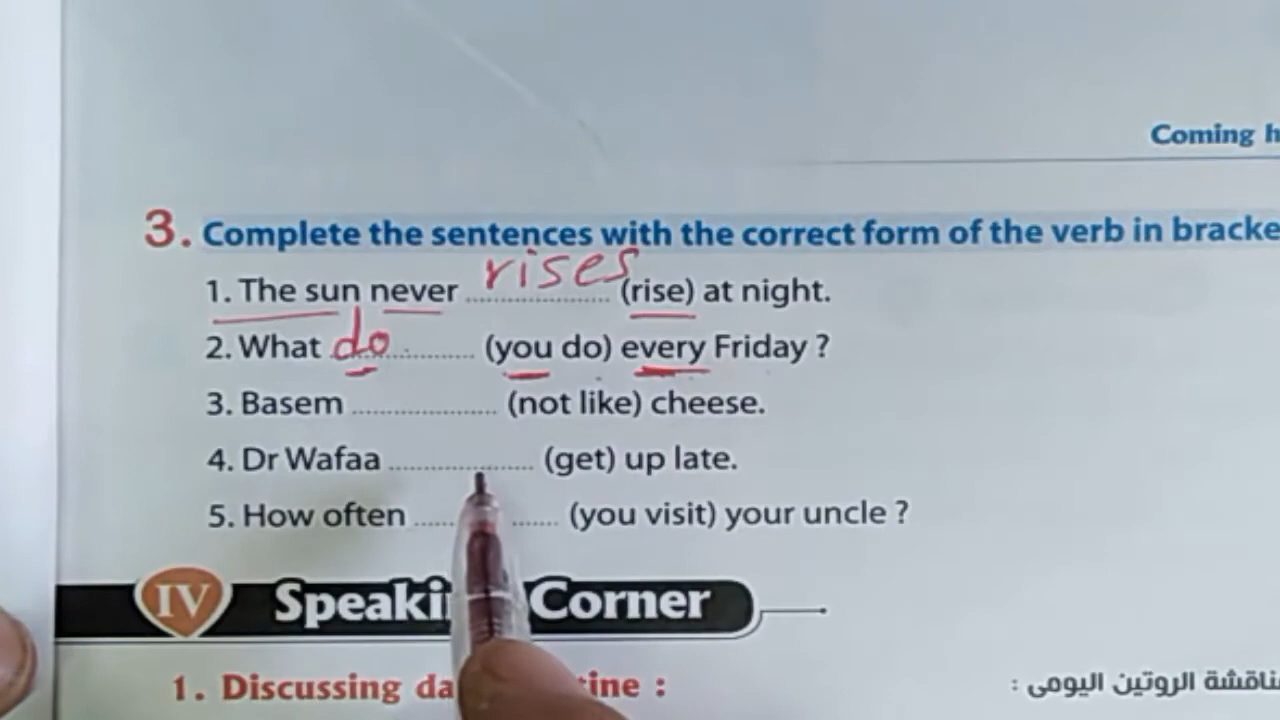 Coming h
3. Complete the sentences with the correct form of the verb in bracke
1. The sun never rises (rise) at night.
2. What do (you do) every Friday ?
3. Basem .................... (not like) cheese.
4. Dr Wafaa .................... (get) up late.
5. How often .................... (you visit) your uncle ?
IV Speaki Corner
1. Discussing da tine :
ناقشة الروتين اليومى :